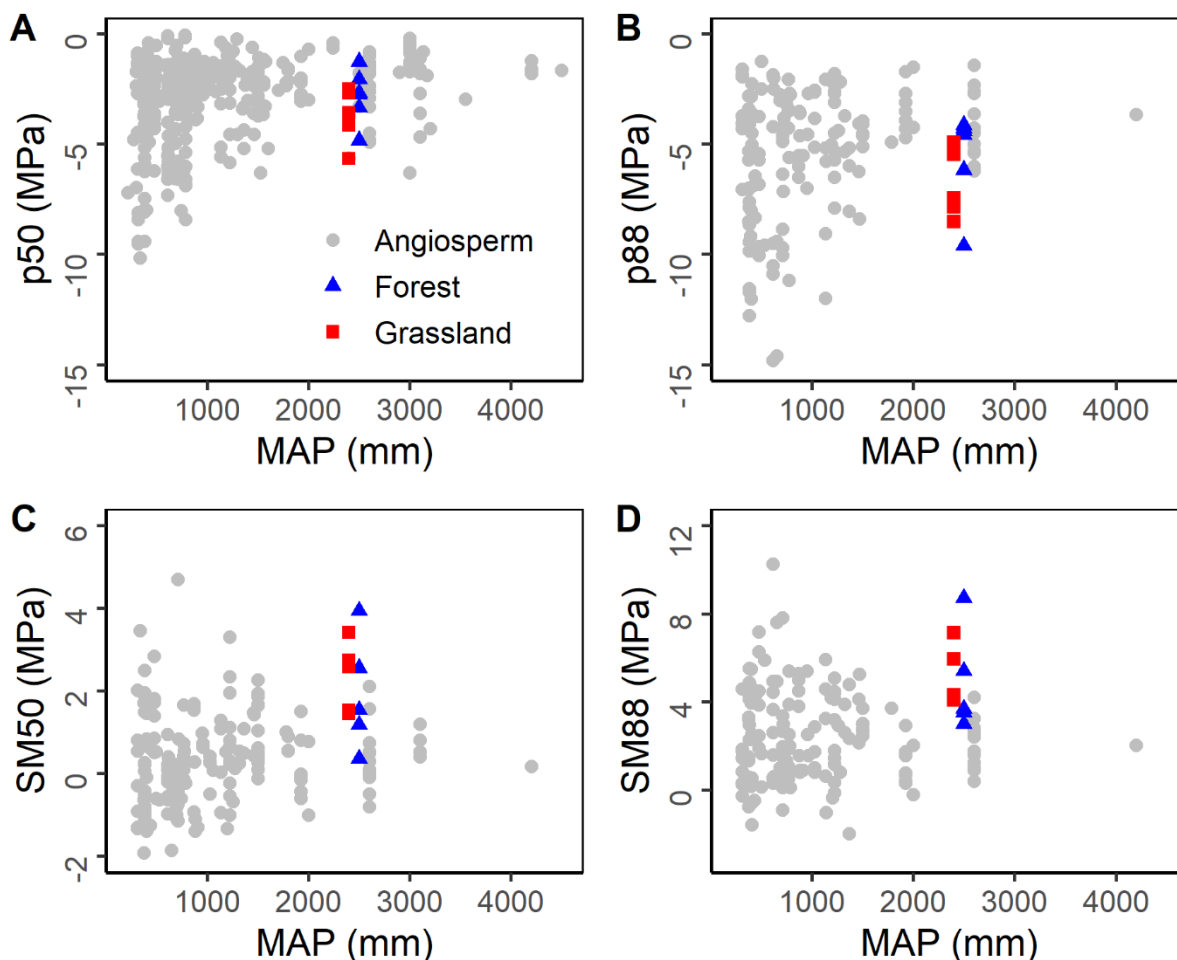 A
0
-5
-10
-15
p50 (MPa)
Angiosperm
Forest
Grassland
1000 2000 3000 4000
MAP (mm)
B
0
-5
-10
-15
p88 (MPa)
1000 2000 3000 4000
MAP (mm)
C
6
4
2
0
-2
SM50 (MPa)
1000 2000 3000 4000
MAP (mm)
D
12
8
4
0
SM88 (MPa)
1000 2000 3000 4000
MAP (mm)